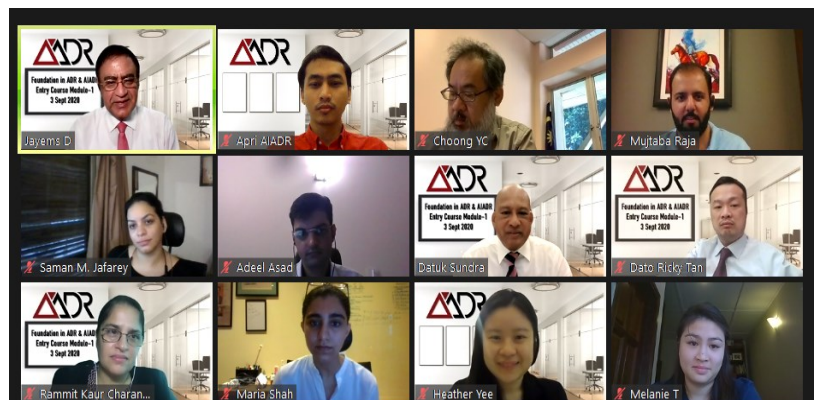 AIADR
Foundation in ADR & AIADR
Entry Course Module-1
3 Sept 2020
Jayems D
AIADR
Apri AIADR
Choong YC
Mujtaba Raja
Saman M. Jafarey
Adeel Asad
AIADR
Foundation in ADR & AIADR
Entry Course Module-1
3 Sept 2020
Datuk Sundra
AIADR
Foundation in ADR & AIADR
Entry Course Module-1
3 Sept 2020
Dato Ricky Tan
AIADR
Foundation in ADR & AIADR
Entry Course Module-1
3 Sept 2020
Rammit Kaur Charan...
Maria Shah
AIADR
Heather Yee
Melanie T